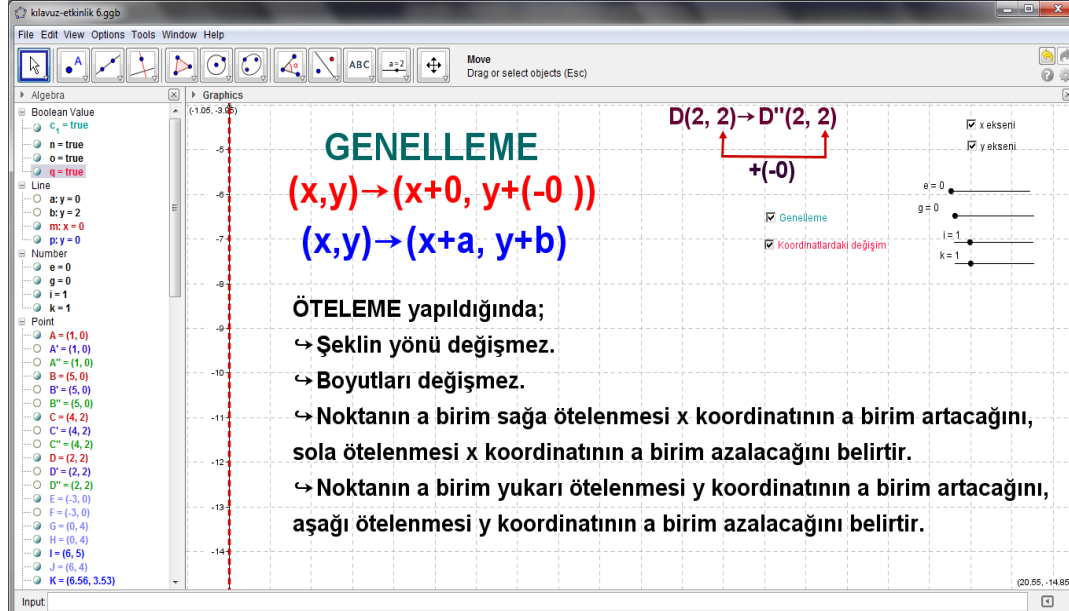 kılavuz-etkinlik 6.ggb
File Edit View Options Tools Window Help
ABC
a=2
Move
Drag or select objects (Esc)
Algebra
Graphics
Boolean Value
c₁ = true
n = true
o = true
q = true
Line
a: y = 0
b: y = 2
m: x = 0
p: y = 0
Number
e = 0
g = 0
i = 1
k = 1
Point
A = (1, 0)
A' = (1, 0)
A'' = (1, 0)
B = (5, 0)
B' = (5, 0)
B'' = (5, 0)
C = (4, 2)
C' = (4, 2)
C'' = (4, 2)
D = (2, 2)
D' = (2, 2)
D'' = (2, 2)
E = (-3, 0)
F = (-3, 0)
G = (0, 4)
H = (0, 4)
I = (6, 5)
J = (6, 4)
K = (6.56, 3.53)
-5
-6
-7
-8
-9
-10
-11
-12
-13
-14
D(2, 2)→D''(2, 2)
+(-0)
x ekseni
y ekseni
e = 0
g = 0
i = 1
k = 1
Genelleme
Koordinatlardaki değişim
GENELLEME
(x,y)→(x+0, y+(-0 ))
(x,y)→(x+a, y+b)
ÖTELEME yapıldığında;
↪Şeklin yönü değişmez.
↪Boyutları değişmez.
↪Noktanın a birim sağa ötelenmesi x koordinatının a birim artacağını,
sola ötelenmesi x koordinatının a birim azalacağını belirtir.
↪Noktanın a birim yukarı ötelenmesi y koordinatının a birim artacağını,
aşağı ötelenmesi y koordinatının a birim azalacağını belirtir.
(20.55, -14.85
Input: